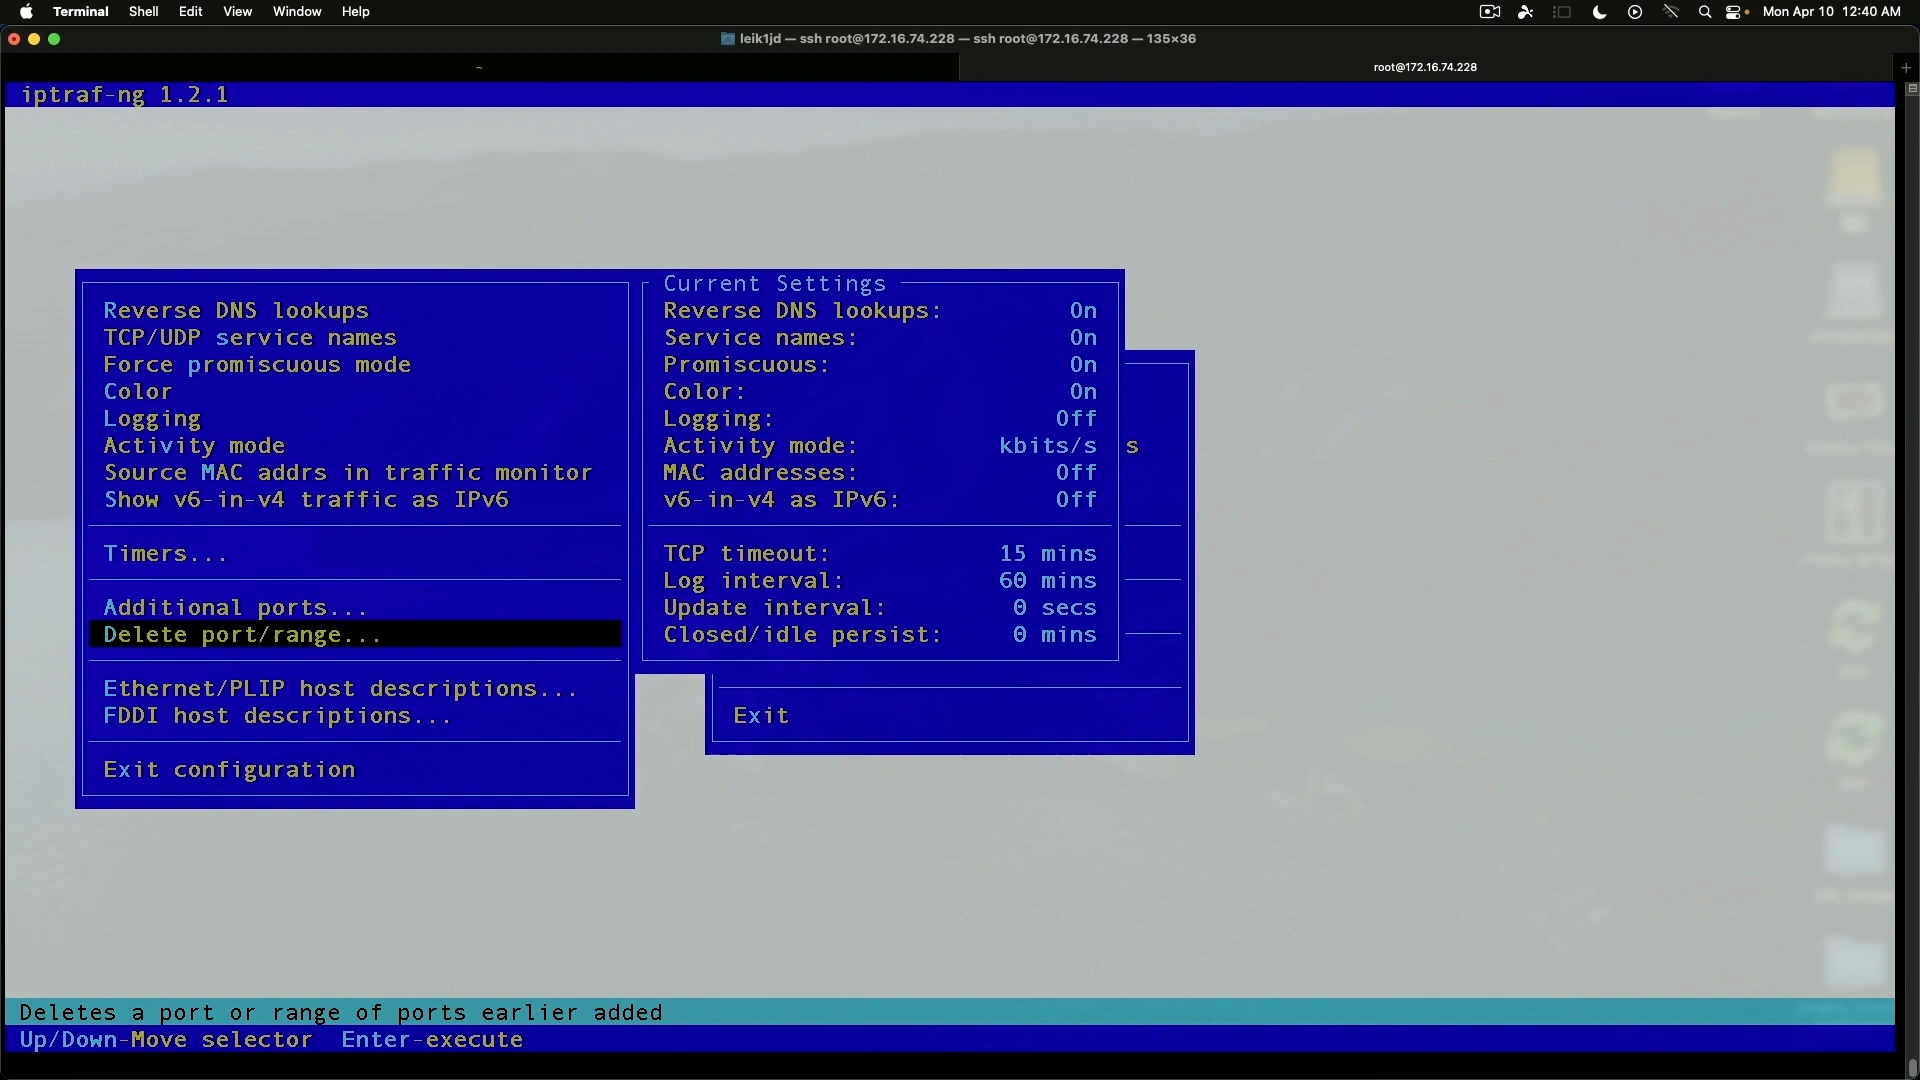 Terminal Shell Edit View Window Help Mon Apr 10 12:40 AM
leik1jd — ssh root@172.16.74.228 — ssh root@172.16.74.228 — 135×36
~ root@172.16.74.228
iptraf-ng 1.2.1
Reverse DNS lookups
TCP/UDP service names
Force promiscuous mode
Color
Logging
Activity mode
Source MAC addrs in traffic monitor
Show v6-in-v4 traffic as IPv6
Timers...
Additional ports...
Delete port/range...
Ethernet/PLIP host descriptions...
FDDI host descriptions...
Exit configuration
Current Settings
Reverse DNS lookups: On
Service names: On
Promiscuous: On
Color: On
Logging: Off
Activity mode: kbits/s
MAC addresses: Off
v6-in-v4 as IPv6: Off
TCP timeout: 15 mins
Log interval: 60 mins
Update interval: 0 secs
Closed/idle persist: 0 mins
s
Exit
Deletes a port or range of ports earlier added
Up/Down-Move selector Enter-execute